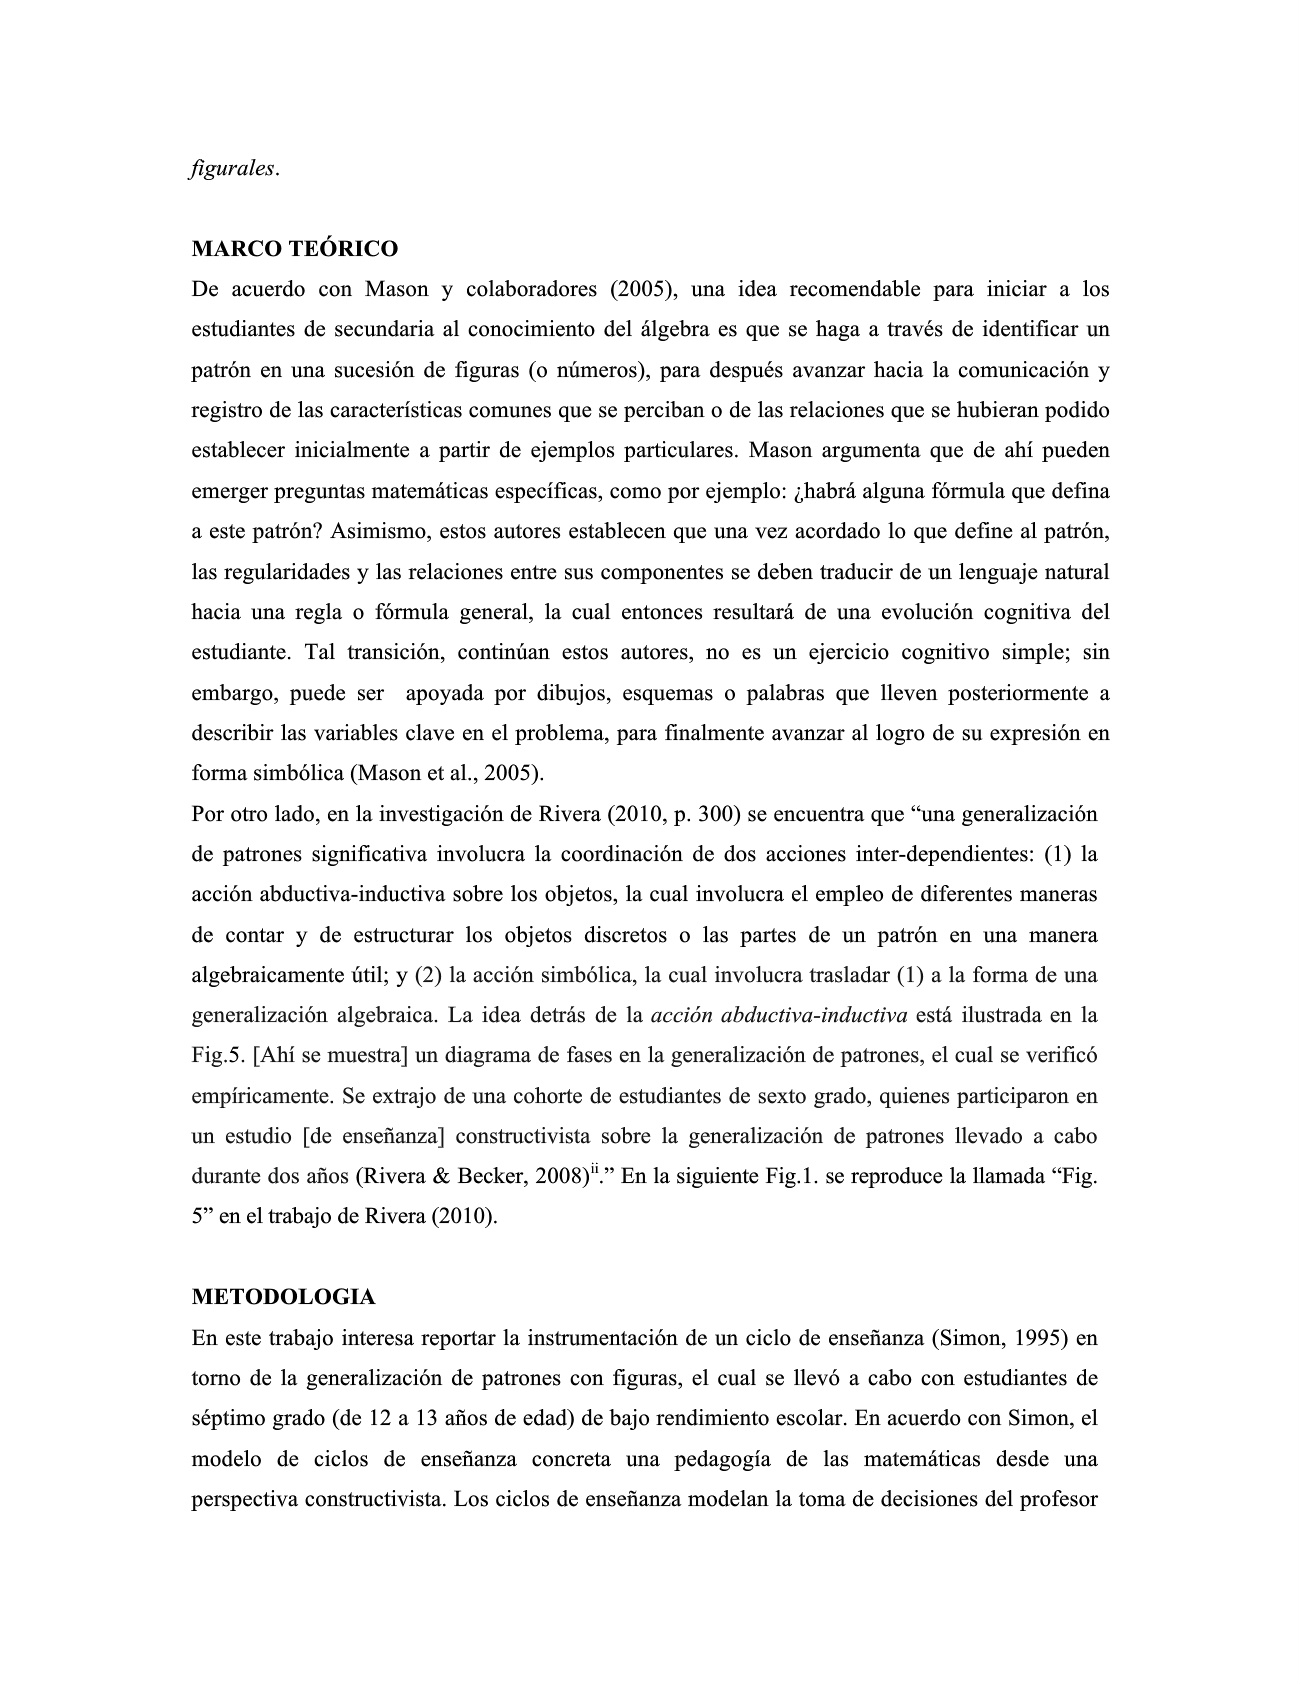 figurales.
MARCO TEÓRICO
De acuerdo con Mason y colaboradores (2005), una idea recomendable para iniciar a los
estudiantes de secundaria al conocimiento del álgebra es que se haga a través de identificar un
patrón en una sucesión de figuras (o números), para después avanzar hacia la comunicación y
registro de las características comunes que se perciban o de las relaciones que se hubieran podido
establecer inicialmente a partir de ejemplos particulares. Mason argumenta que de ahí pueden
emerger preguntas matemáticas específicas, como por ejemplo: ¿habrá alguna fórmula que defina
a este patrón? Asimismo, estos autores establecen que una vez acordado lo que define al patrón,
las regularidades y las relaciones entre sus componentes se deben traducir de un lenguaje natural
hacia una regla o fórmula general, la cual entonces resultará de una evolución cognitiva del
estudiante. Tal transición, continúan estos autores, no es un ejercicio cognitivo simple; sin
embargo, puede ser  apoyada por dibujos, esquemas o palabras que lleven posteriormente a
describir las variables clave en el problema, para finalmente avanzar al logro de su expresión en
forma simbólica (Mason et al., 2005).
Por otro lado, en la investigación de Rivera (2010, p. 300) se encuentra que “una generalización
de patrones significativa involucra la coordinación de dos acciones inter-dependientes: (1) la
acción abductiva-inductiva sobre los objetos, la cual involucra el empleo de diferentes maneras
de contar y de estructurar los objetos discretos o las partes de un patrón en una manera
algebraicamente útil; y (2) la acción simbólica, la cual involucra trasladar (1) a la forma de una
generalización algebraica. La idea detrás de la acción abductiva-inductiva está ilustrada en la
Fig.5. [Ahí se muestra] un diagrama de fases en la generalización de patrones, el cual se verificó
empíricamente. Se extrajo de una cohorte de estudiantes de sexto grado, quienes participaron en
un estudio [de enseñanza] constructivista sobre la generalización de patrones llevado a cabo
durante dos años (Rivera & Becker, 2008)ii.” En la siguiente Fig.1. se reproduce la llamada “Fig.
5” en el trabajo de Rivera (2010).
METODOLOGIA
En este trabajo interesa reportar la instrumentación de un ciclo de enseñanza (Simon, 1995) en
torno de la generalización de patrones con figuras, el cual se llevó a cabo con estudiantes de
séptimo grado (de 12 a 13 años de edad) de bajo rendimiento escolar. En acuerdo con Simon, el
modelo de ciclos de enseñanza concreta una pedagogía de las matemáticas desde una
perspectiva constructivista. Los ciclos de enseñanza modelan la toma de decisiones del profesor